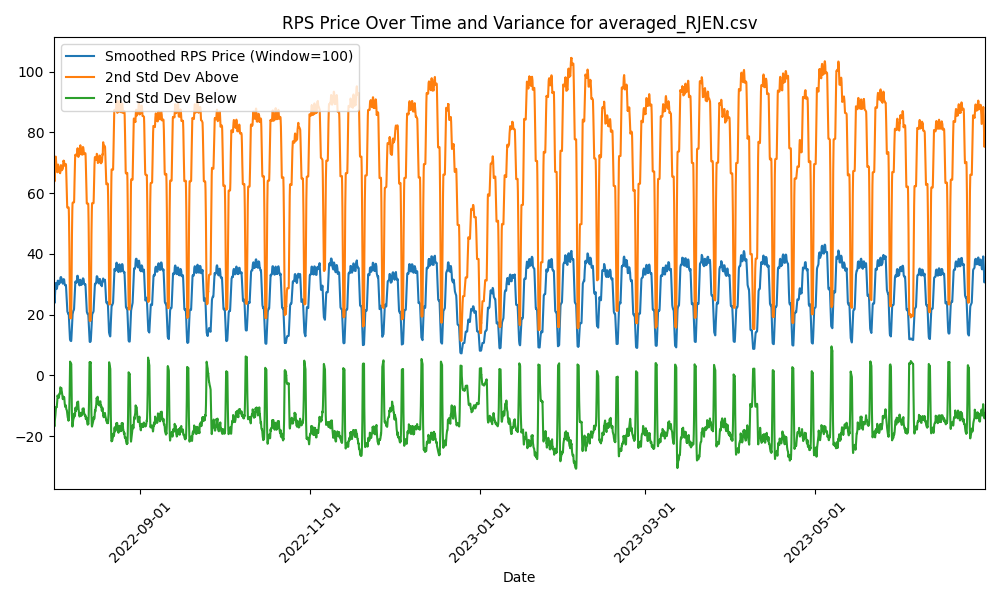 RPS Price Over Time and Variance for averaged_RJEN.csv
Smoothed RPS Price (Window=100)
2nd Std Dev Above
2nd Std Dev Below
100
80
60
40
20
0
−20
2022-09-01
2022-11-01
2023-01-01
2023-03-01
2023-05-01
Date